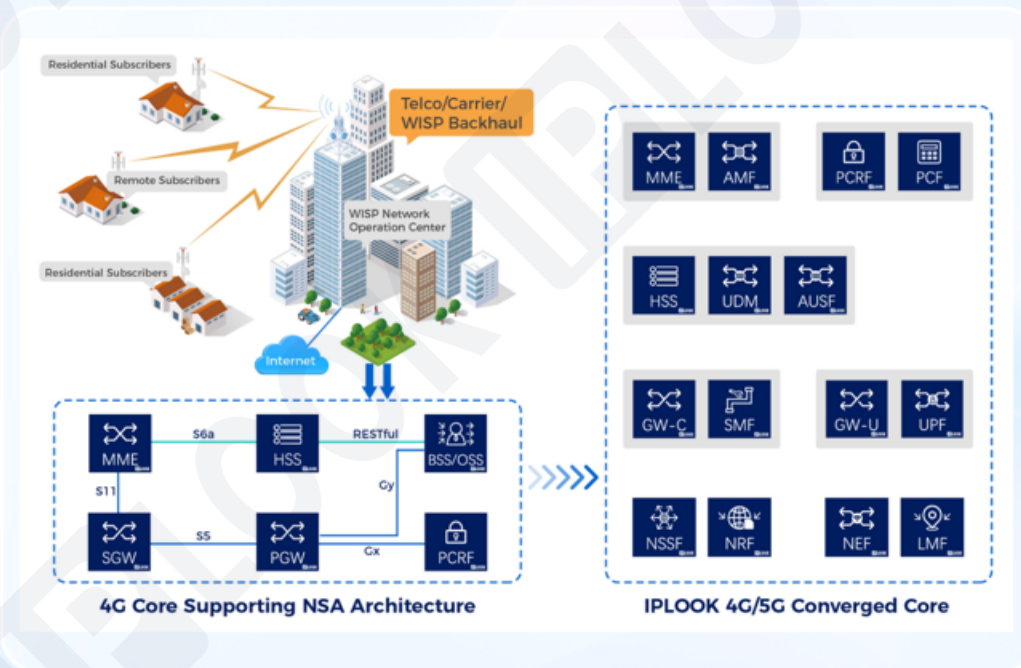 Residential Subscribers
Telco/Carrier/
WISP Backhaul
Remote Subscribers
WISP Network
Operation Center
Residential Subscribers
Internet
MME
S6a
HSS
RESTful
BSS/OSS
S11
Gy
SGW
S5
PGW
Gx
PCRF
4G Core Supporting NSA Architecture
MME
AMF
PCRF
PCF
HSS
UDM
AUSF
GW-C
SMF
GW-U
UPF
NSSF
NRF
NEF
LMF
IPLOOK 4G/5G Converged Core